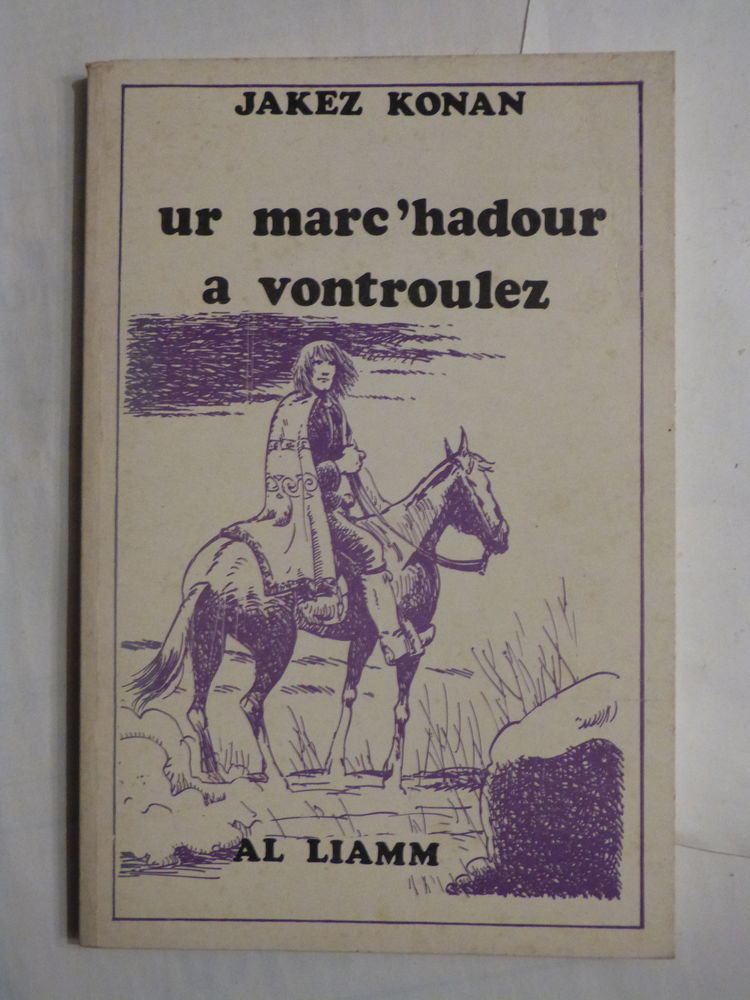 JAKEZ KONAN
ur marc'hadour
a vontroulez
AL LIAMM